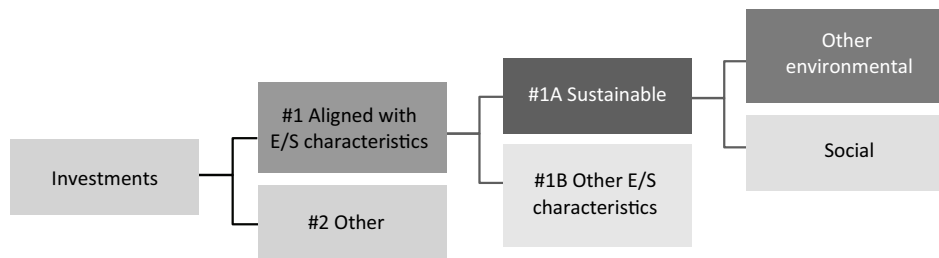 Investments
#1 Aligned with
E/S characteristics
#2 Other
#1A Sustainable
#1B Other E/S
characteristics
Other
environmental
Social